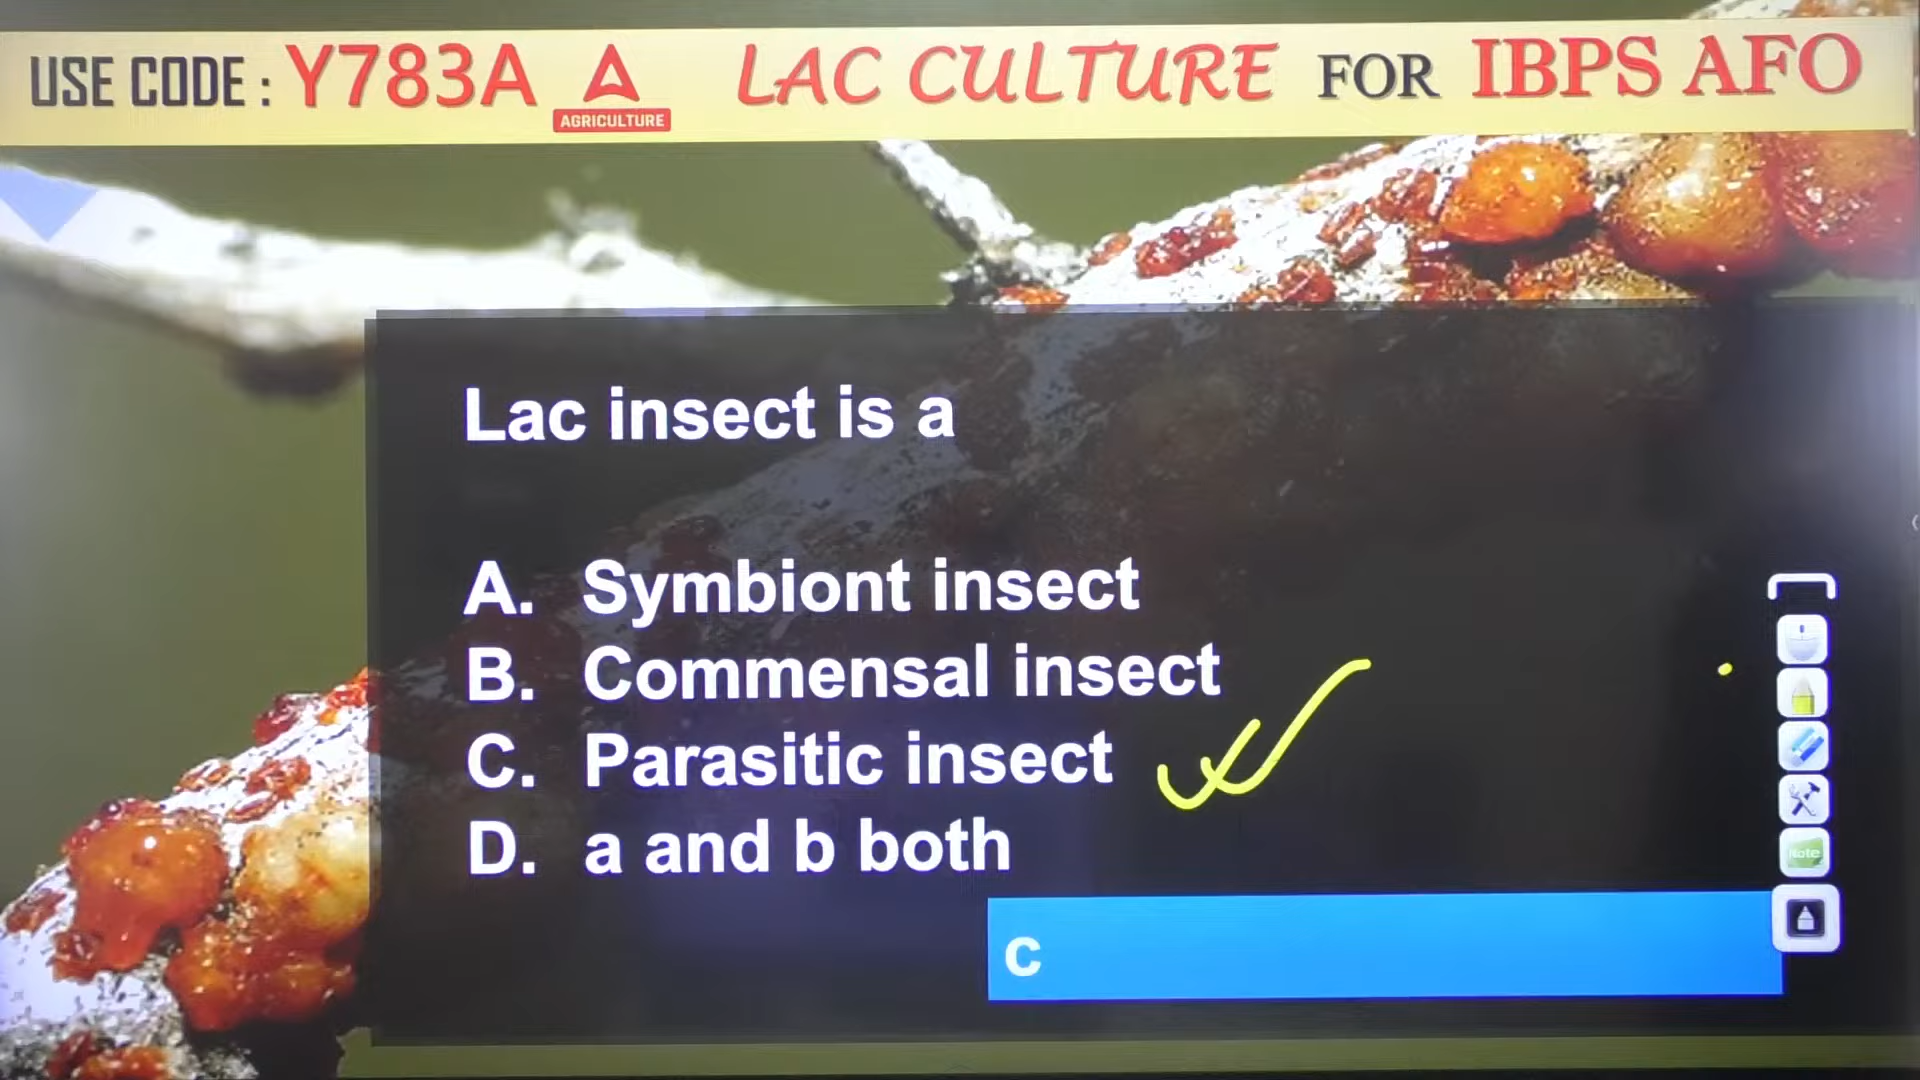 USE CODE : Y783A AGRICULTURE LAC CULTURE FOR IBPS AFO
Lac insect is a
A. Symbiont insect
B. Commensal insect
C. Parasitic insect
D. a and b both
Note
C